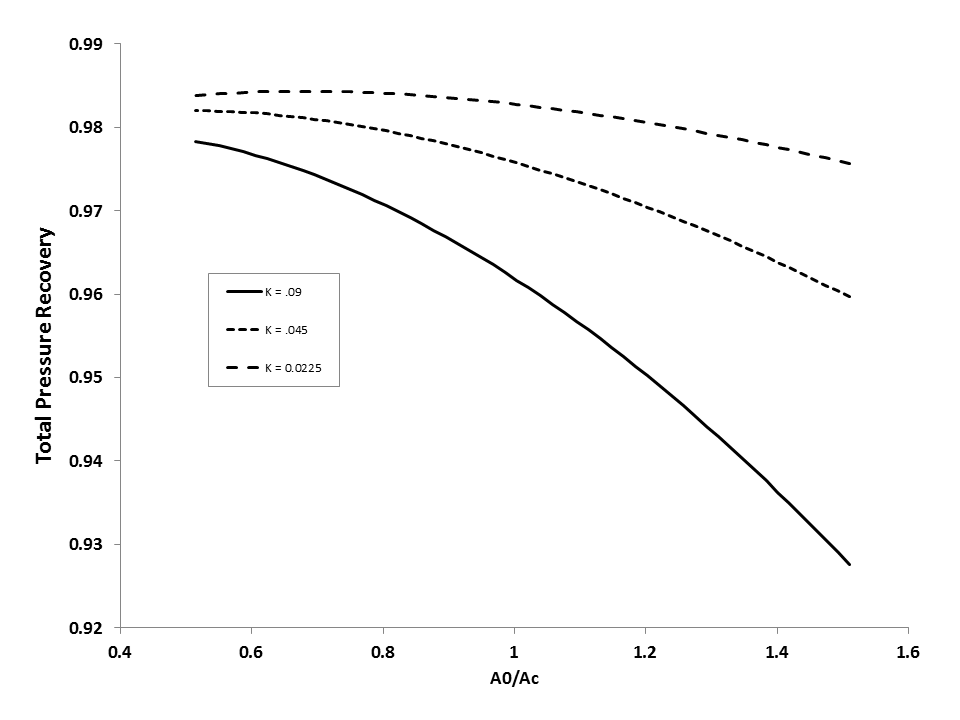 0.99
0.98
0.97
0.96
0.95
0.94
0.93
0.92
Total Pressure Recovery
K = .09
K = .045
K = 0.0225
0.4 0.6 0.8 1 1.2 1.4 1.6
A0/Ac